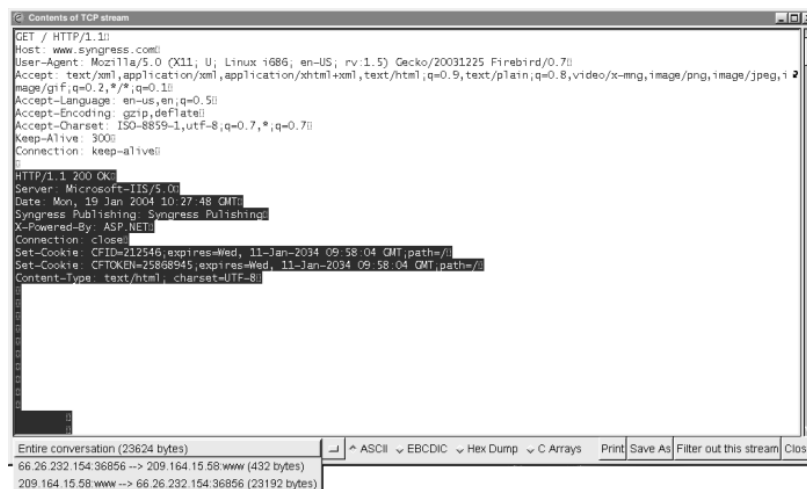 Contents of TCP stream
GET / HTTP/1.1
Host: www.syngress.com
User-Agent: Mozilla/5.0 (X11; U; Linux i686; en-US; rv:1.5) Gecko/20031225 Firebird/0.7
Accept: text/xml,application/xml,application/xhtml+xml,text/html;q=0.9,text/plain;q=0.8,video/x-mng,image/png,image/jpeg,i
mage/gif;q=0.2,*/*;q=0.1
Accept-Language: en-us,en;q=0.5
Accept-Encoding: gzip,deflate
Accept-Charset: ISO-8859-1,utf-8;q=0.7,*;q=0.7
Keep-Alive: 300
Connection: keep-alive
HTTP/1.1 200 OK
Server: Microsoft-IIS/5.0
Date: Mon, 19 Jan 2004 10:27:48 GMT
Syngress Publishing: Syngress Pulishing
X-Powered-By: ASP.NET
Connection: close
Set-Cookie: CFID=212546;expires=Wed, 11-Jan-2034 09:58:04 GMT;path=/
Set-Cookie: CFTOKEN=25868945;expires=Wed, 11-Jan-2034 09:58:04 GMT;path=/
Content-Type: text/html; charset=UTF-8
Entire conversation (23624 bytes) ASCII EBCDIC Hex Dump C Arrays Print Save As Filter out this stream Clos
66.26.232.154:36856 --> 209.164.15.58:www (432 bytes)
209.164.15.58:www --> 66.26.232.154:36856 (23192 bytes)